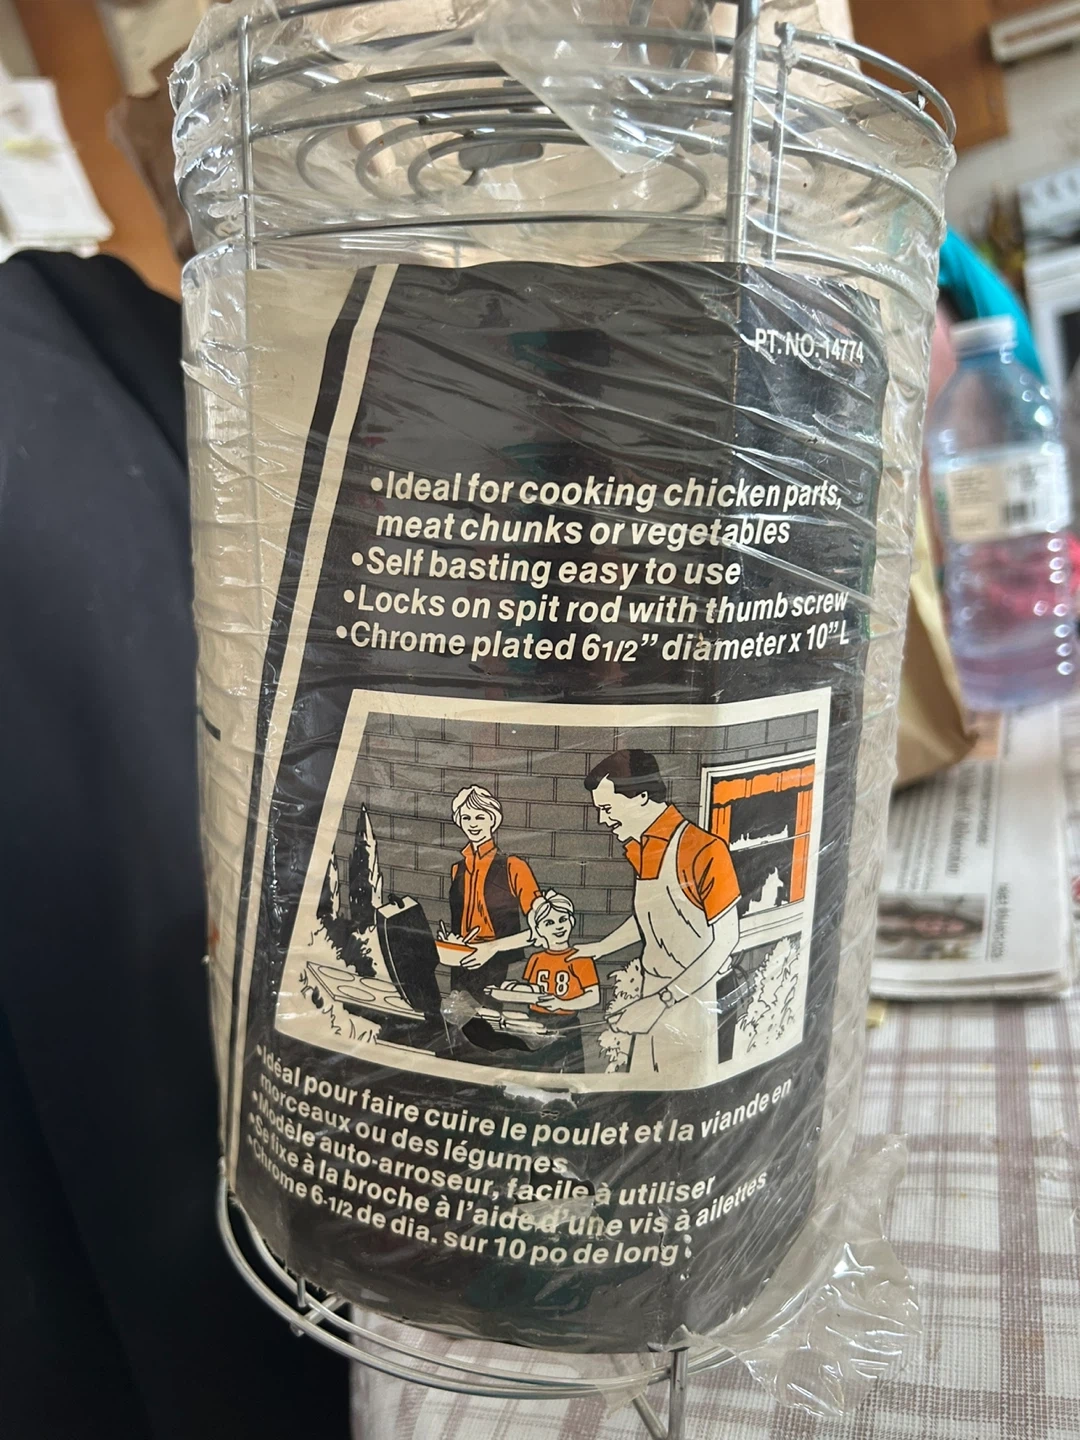 PT. NO. 14774
•Ideal for cooking chicken parts,
meat chunks or vegetables
•Self basting easy to use
•Locks on spit rod with thumb screw
•Chrome plated 6 1/2" diameter x 10" L
68
•Idéal pour faire cuire le poulet et la viande en
morceaux ou des légumes
•Modèle auto-arroseur, facile à utiliser
•Se fixe à la broche à l'aide d'une vis à ailettes
•Chrome 6-1/2 de dia. sur 10 po de long